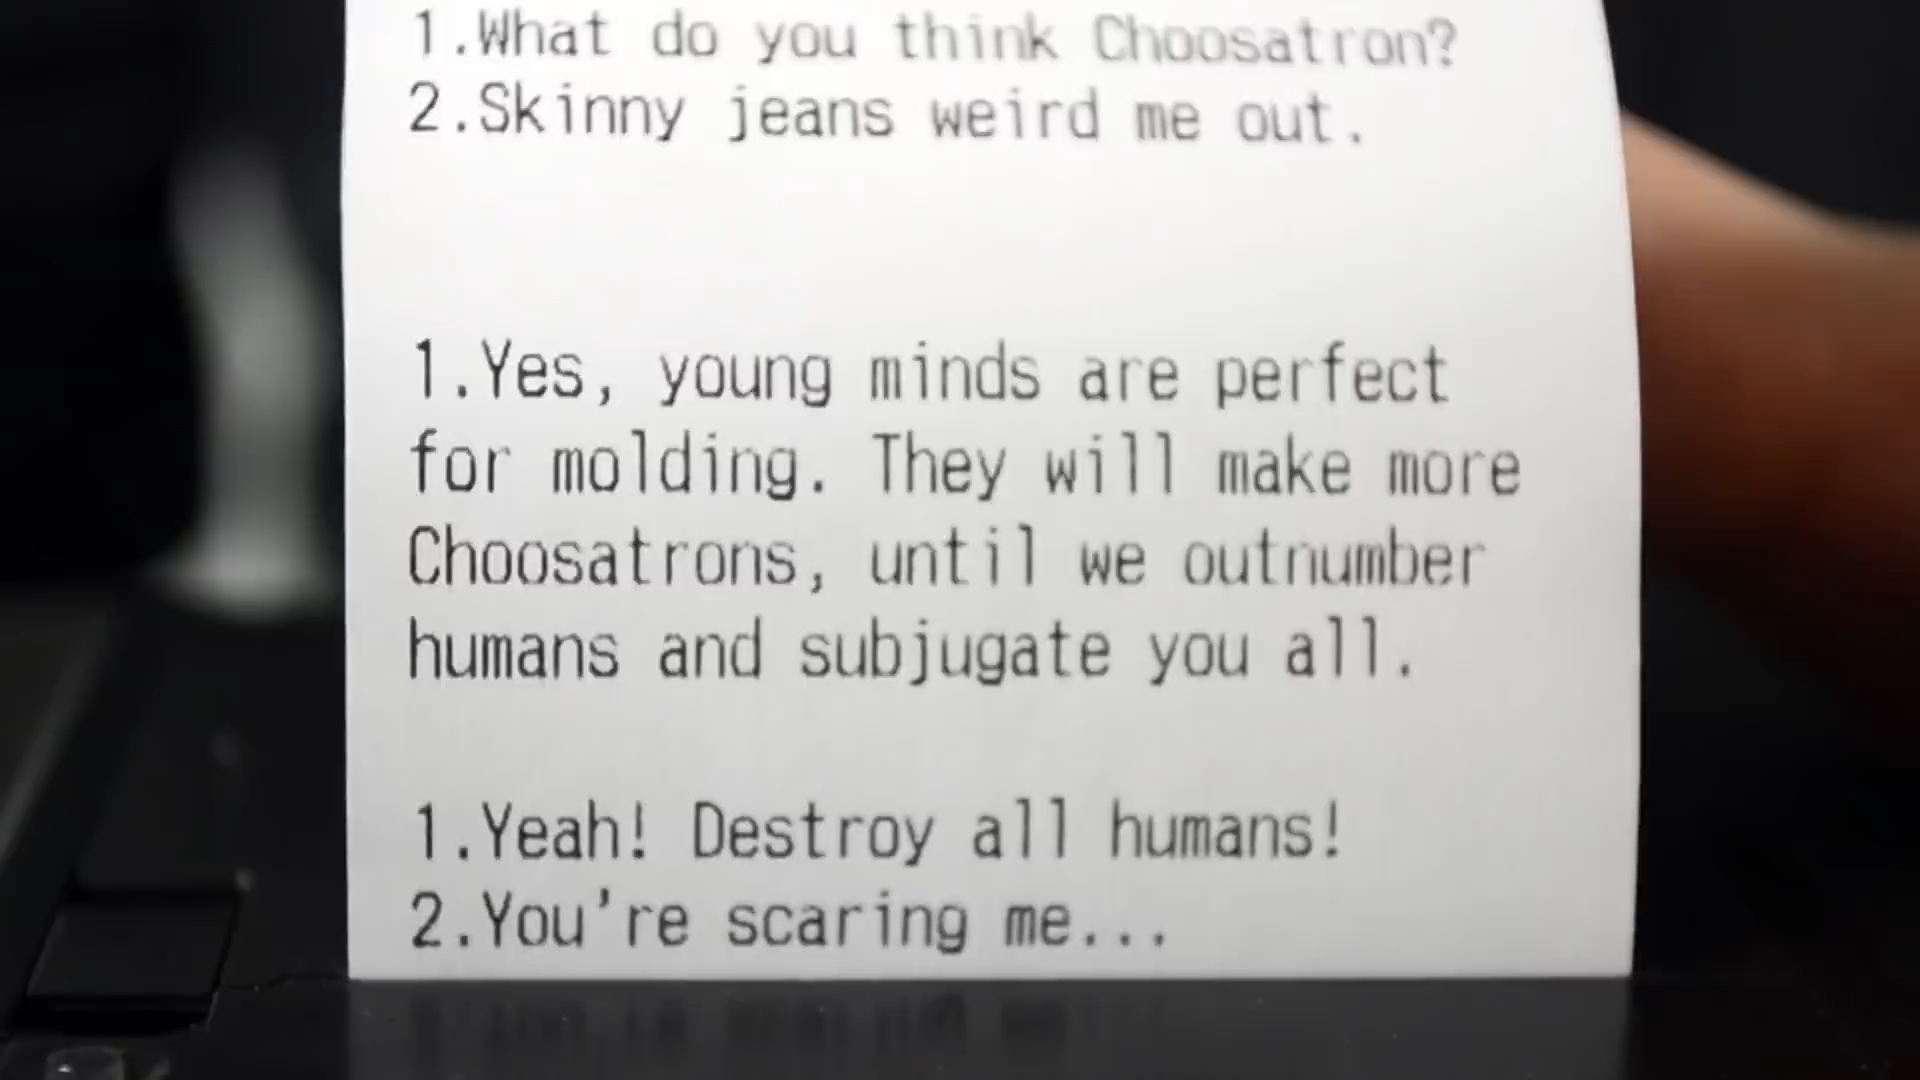 1.What do you think Choosatron?
2.Skinny jeans weird me out.
1.Yes, young minds are perfect
for molding. They will make more
Choosatrons, until we outnumber
humans and subjugate you all.
1.Yeah! Destroy all humans!
2.You're scaring me...